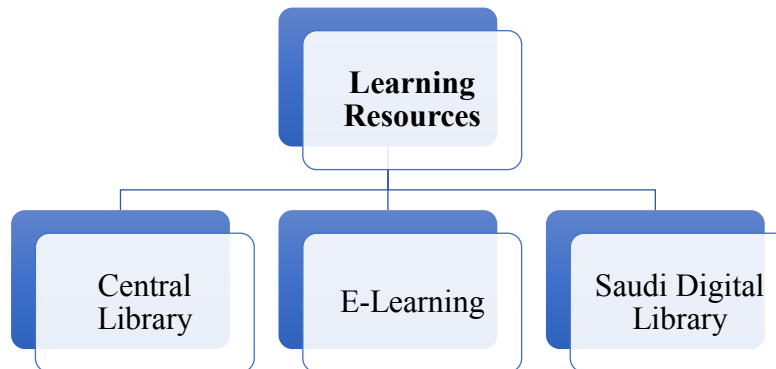 Learning
Resources
Central
Library
E-Learning
Saudi Digital
Library